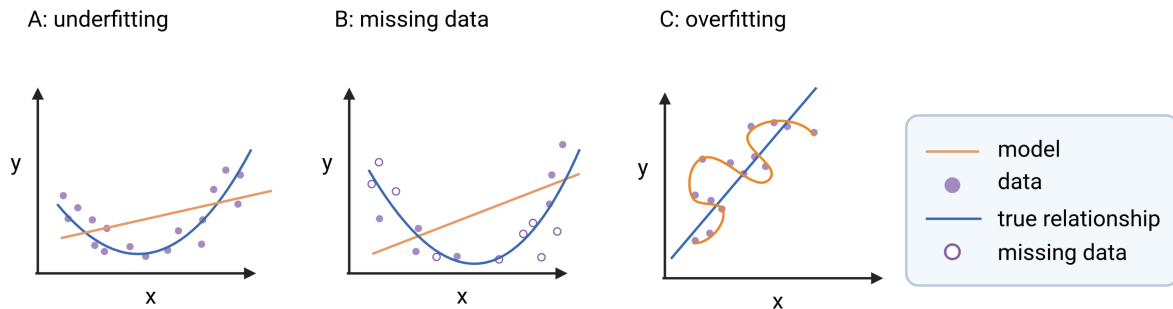 A: underfitting
B: missing data
C: overfitting
y
x
y
x
y
x
model
data
true relationship
missing data